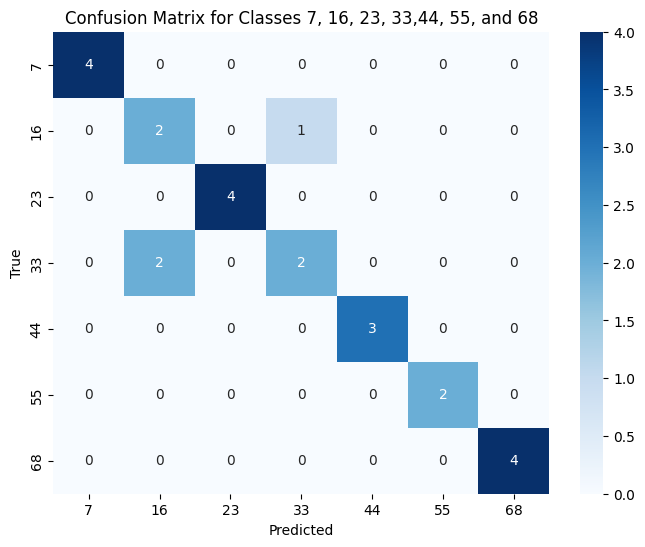 Confusion Matrix for Classes 7, 16, 23, 33,44, 55, and 68
7 4 0 0 0 0 0 0
16 0 2 0 1 0 0 0
23 0 0 4 0 0 0 0
33 0 2 0 2 0 0 0
44 0 0 0 0 3 0 0
55 0 0 0 0 0 2 0
68 0 0 0 0 0 0 4
True
7 16 23 33 44 55 68
Predicted
4.0
3.5
3.0
2.5
2.0
1.5
1.0
0.5
0.0